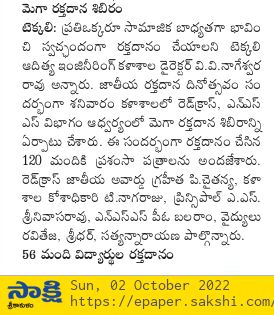 మెగా రక్తదాన శిబిరం
టెక్కలి: ప్రతిఒక్కరూ సామాజిక బాధ్యతగా భావిం
చి స్వచ్ఛందంగా రక్తదానం చేయాలని టెక్కలి
ఆదిత్య ఇంజినీరింగ్ కళాశాల డైరెక్టర్ వి.వి.నాగేశ్వర
రావు అన్నారు. జాతీయ రక్తదాన దినోత్సవం సం
దర్భంగా శనివారం కళాశాలలో రెడ్‌క్రాస్, ఎన్ఎస్
ఎస్ విభాగం ఆధ్వర్యంలో మెగా రక్తదాన శిబిరాన్ని
ఏర్పాటు చేశారు. ఈ సందర్భంగా రక్తదానం చేసిన
120 మందికి ప్రశంసా పత్రాలను అందజేశారు.
రెడ్‌క్రాస్ జాతీయ అవార్డు గ్రహీత పి.చైతన్య, కళా
శాల కోశాధికారి టి.నాగరాజు, ప్రిన్సిపాల్ ఎ.ఎస్.
శ్రీనివాసరావు, ఎన్ఎస్ఎస్ పీఓ బలరాం, వైద్యులు
రవితేజ, శ్రీధర్, సత్యన్నారాయణ పాల్గొన్నారు.
56 మంది విద్యార్థుల రక్తదానం
సాక్షి
శ్రీకాకుళం
Sun, 02 October 2022
https://epaper.sakshi.com